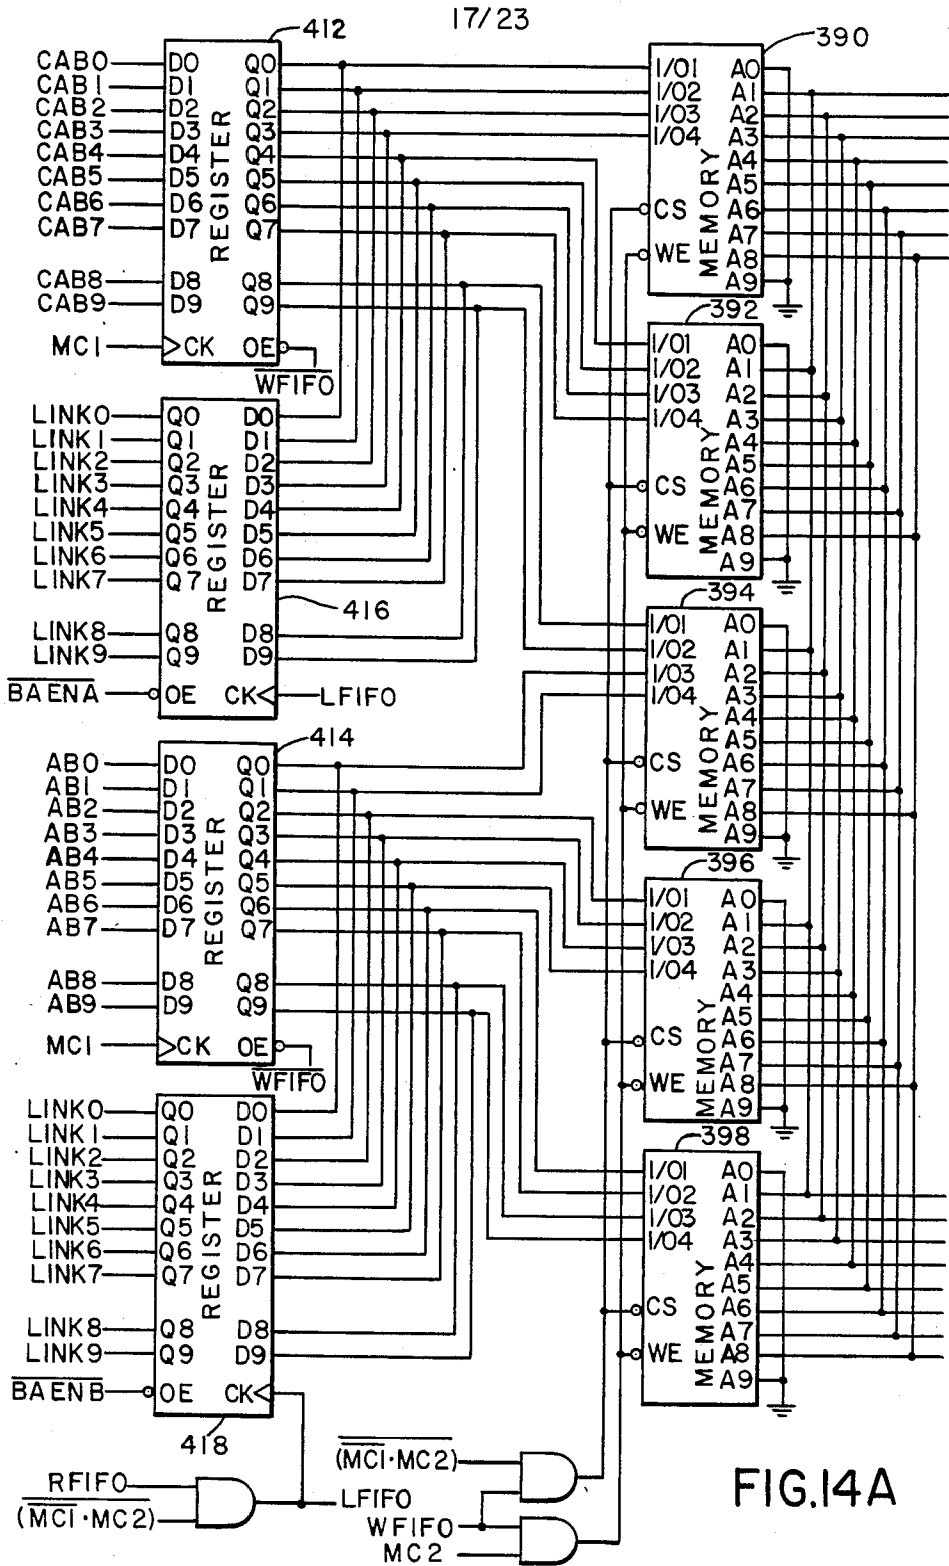 17/23
412
CAB0 D0 Q0
CAB1 D1 Q1
CAB2 D2 Q2
CAB3 D3 Q3
CAB4 D4 Q4
CAB5 D5 Q5
CAB6 D6 Q6
CAB7 D7 Q7
CAB8 D8 Q8
CAB9 D9 Q9
REGISTER
MC1 CK OE
WFIFO
LINK0 Q0 D0
LINK1 Q1 D1
LINK2 Q2 D2
LINK3 Q3 D3
LINK4 Q4 D4
LINK5 Q5 D5
LINK6 Q6 D6
LINK7 Q7 D7
LINK8 Q8 D8
LINK9 Q9 D9
REGISTER
416
BAENA OE CK LFIFO
414
AB0 D0 Q0
AB1 D1 Q1
AB2 D2 Q2
AB3 D3 Q3
AB4 D4 Q4
AB5 D5 Q5
AB6 D6 Q6
AB7 D7 Q7
AB8 D8 Q8
AB9 D9 Q9
REGISTER
MC1 CK OE
WFIFO
LINK0 Q0 D0
LINK1 Q1 D1
LINK2 Q2 D2
LINK3 Q3 D3
LINK4 Q4 D4
LINK5 Q5 D5
LINK6 Q6 D6
LINK7 Q7 D7
LINK8 Q8 D8
LINK9 Q9 D9
REGISTER
BAENB OE CK
418
RFIFO
(MC1·MC2)
LFIFO
(MC1·MC2)
WFIFO
MC2
390
I/O1 A0
I/O2 A1
I/O3 A2
I/O4 A3
A4
A5
CS A6
A7
WE A8
A9
MEMORY
392
I/O1 A0
I/O2 A1
I/O3 A2
I/O4 A3
A4
A5
CS A6
A7
WE A8
A9
MEMORY
394
I/O1 A0
I/O2 A1
I/O3 A2
I/O4 A3
A4
A5
CS A6
A7
WE A8
A9
MEMORY
396
I/O1 A0
I/O2 A1
I/O3 A2
I/O4 A3
A4
A5
CS A6
A7
WE A8
A9
MEMORY
398
I/O1 A0
I/O2 A1
I/O3 A2
I/O4 A3
A4
A5
CS A6
A7
WE A8
A9
MEMORY
FIG.14A